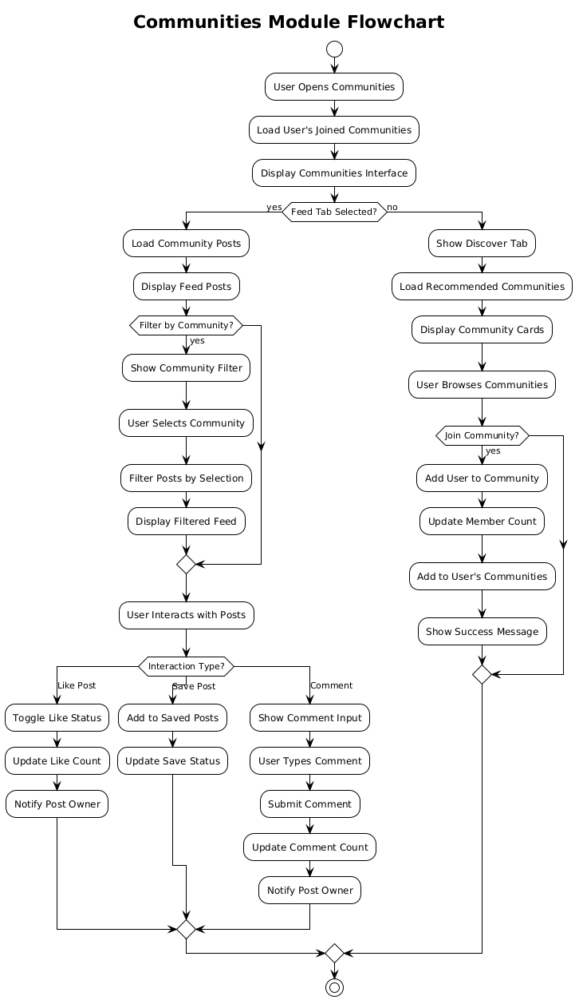 Communities Module Flowchart
User Opens Communities
Load User's Joined Communities
Display Communities Interface
yes
Feed Tab Selected?
no
Load Community Posts
Display Feed Posts
Filter by Community?
yes
Show Community Filter
User Selects Community
Filter Posts by Selection
Display Filtered Feed
User Interacts with Posts
Interaction Type?
Like Post
Toggle Like Status
Update Like Count
Notify Post Owner
Save Post
Add to Saved Posts
Update Save Status
Comment
Show Comment Input
User Types Comment
Submit Comment
Update Comment Count
Notify Post Owner
Show Discover Tab
Load Recommended Communities
Display Community Cards
User Browses Communities
Join Community?
yes
Add User to Community
Update Member Count
Add to User's Communities
Show Success Message